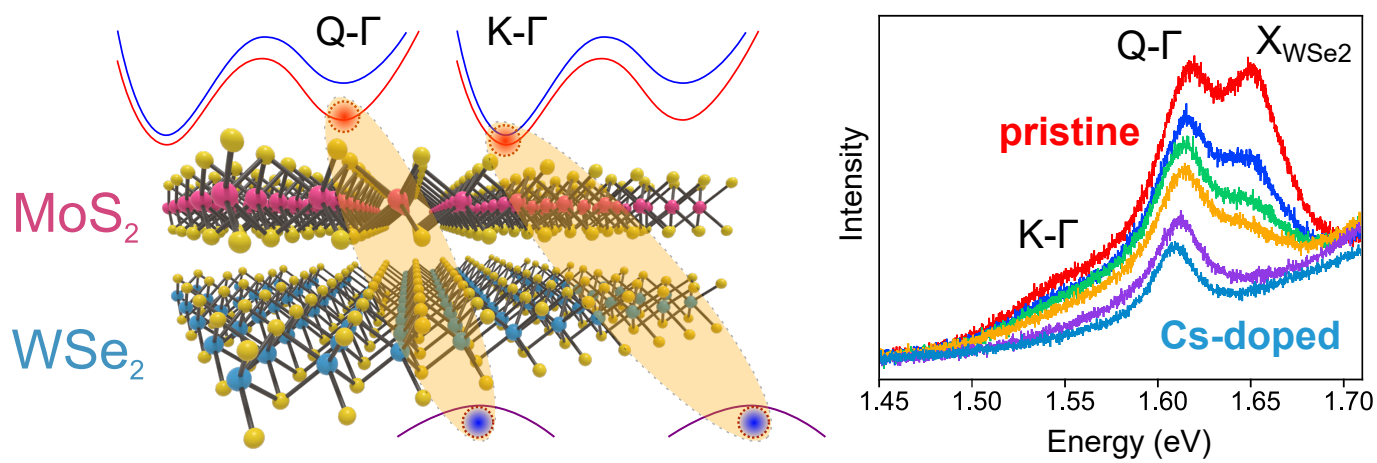 Q-Γ
K-Γ
MoS₂
WSe₂
Q-Γ
X_WSe2
pristine
K-Γ
Cs-doped
Intensity
1.45
1.50
1.55
1.60
1.65
1.70
Energy (eV)